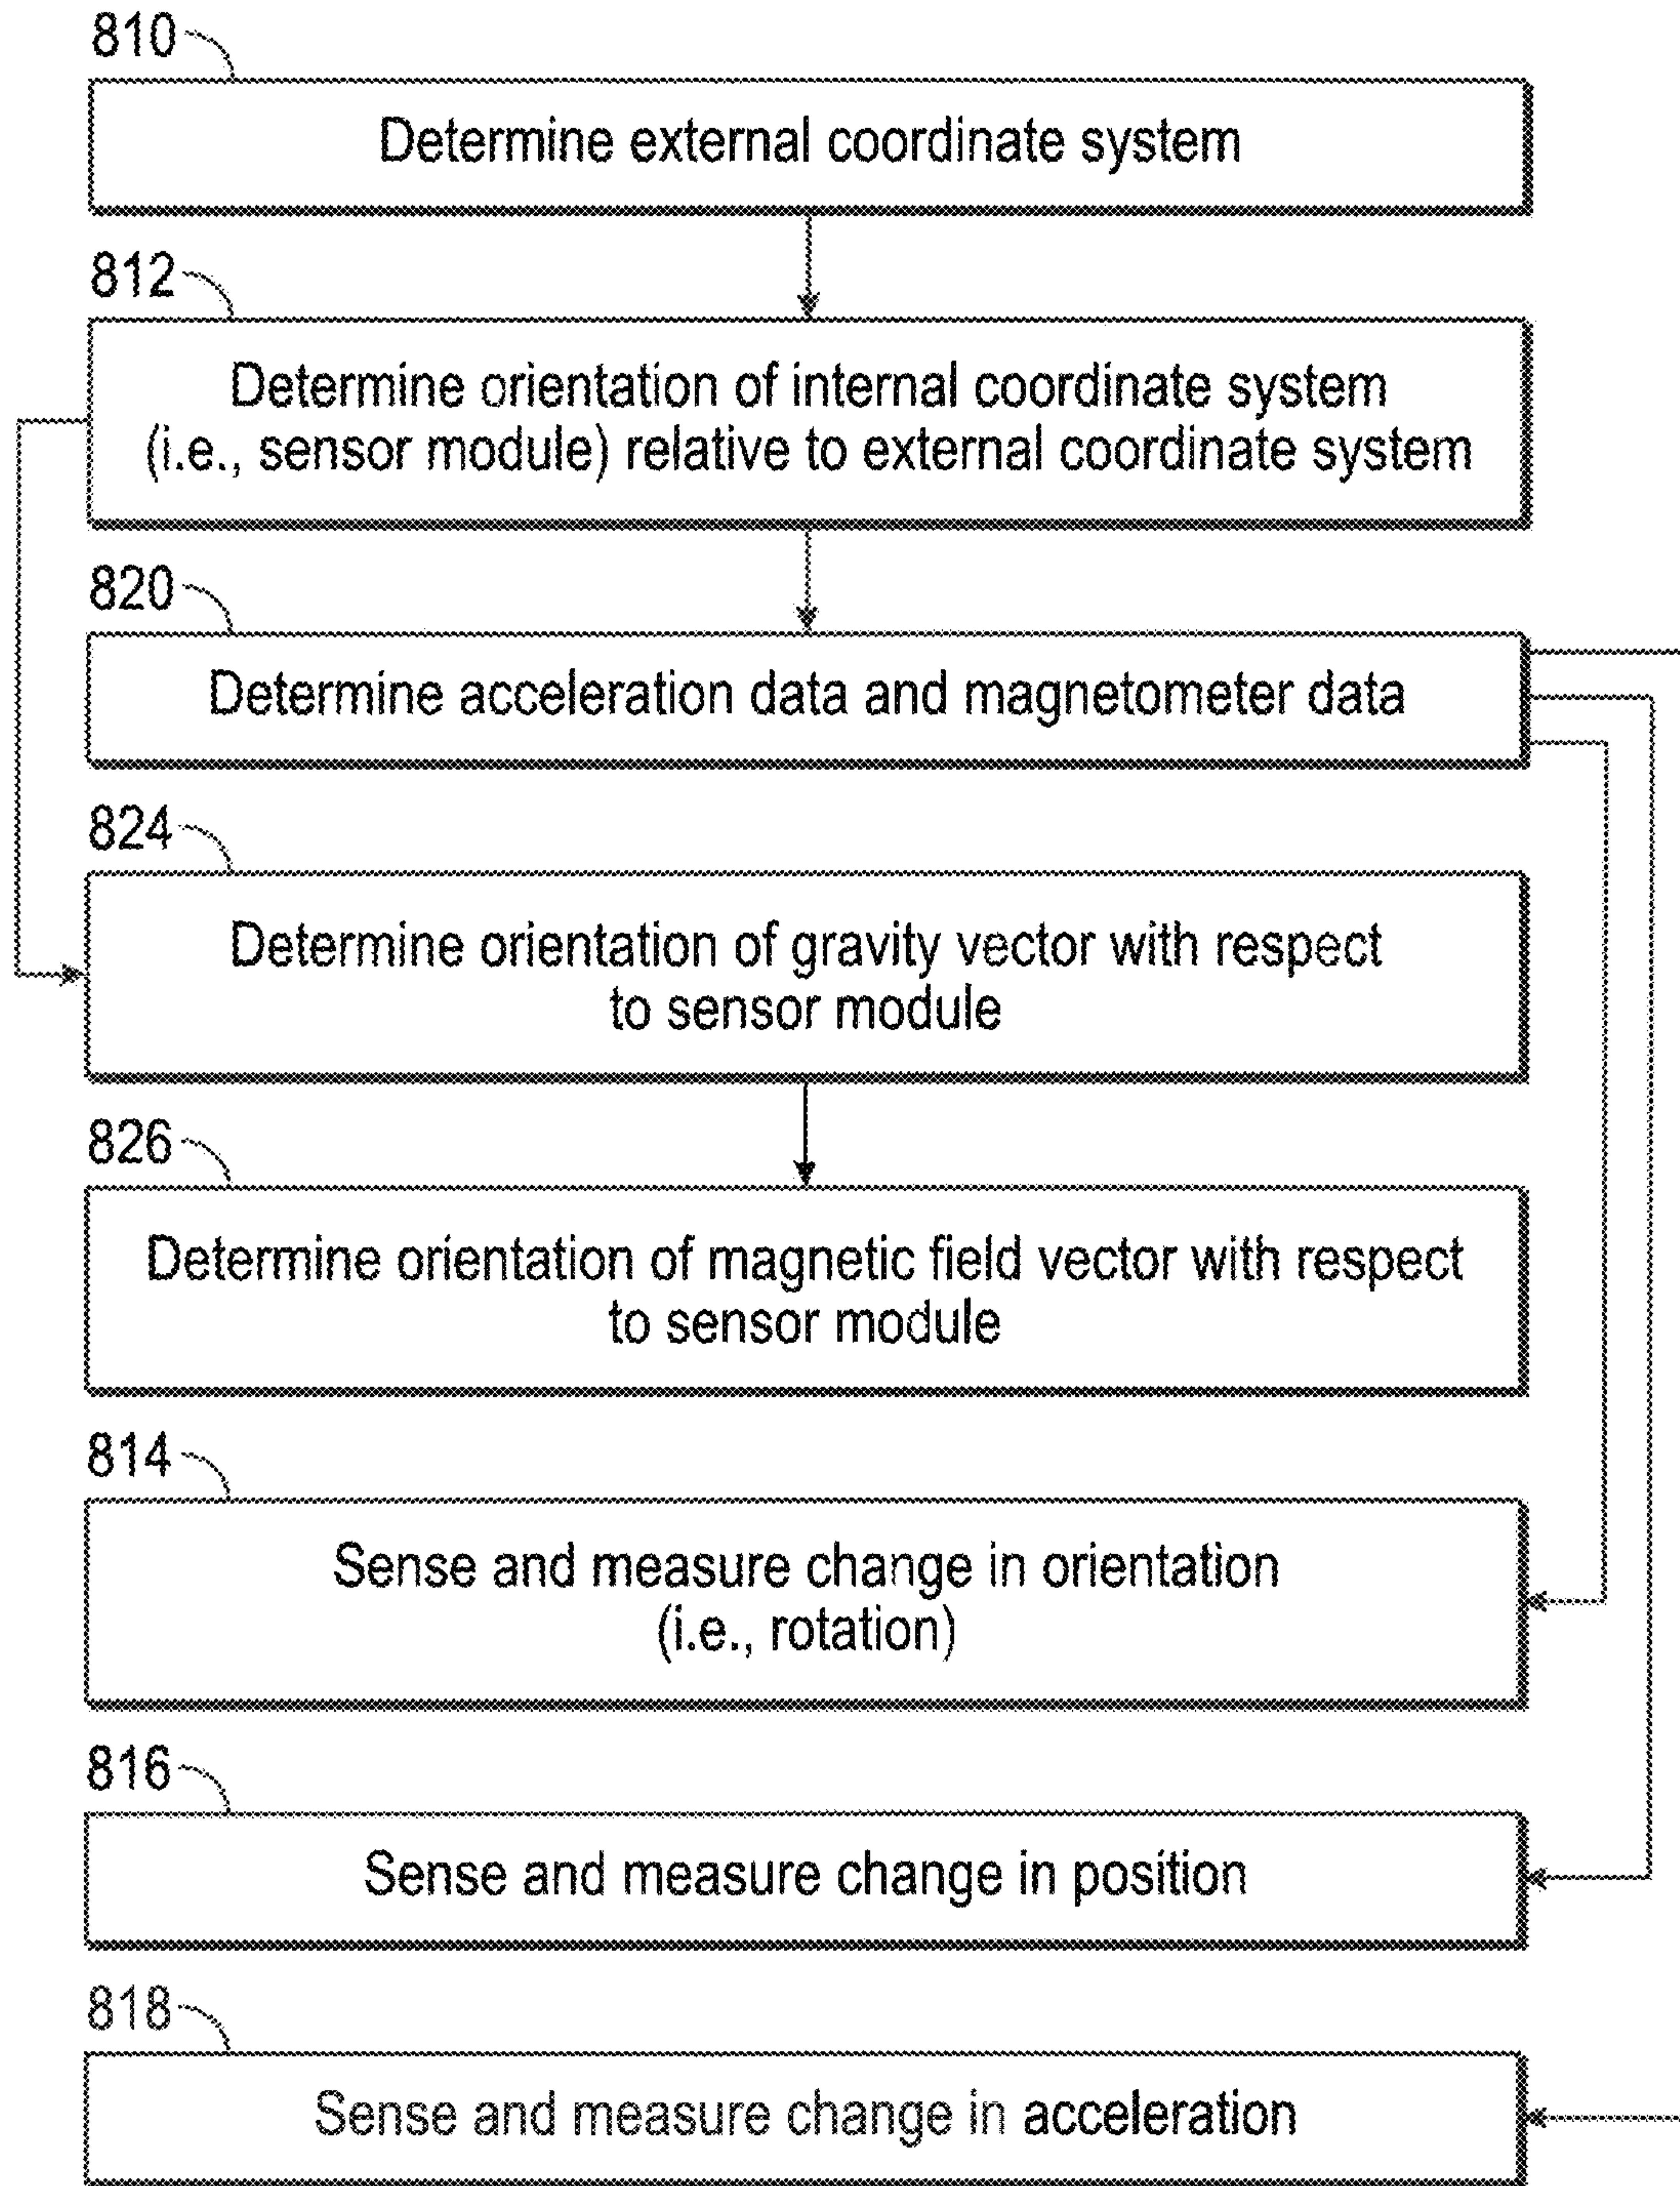 810
Determine external coordinate system
812
Determine orientation of internal coordinate system
(i.e., sensor module) relative to external coordinate system
820
Determine acceleration data and magnetometer data
824
Determine orientation of gravity vector with respect
to sensor module
826
Determine orientation of magnetic field vector with respect
to sensor module
814
Sense and measure change in orientation
(i.e., rotation)
816
Sense and measure change in position
818
Sense and measure change in acceleration